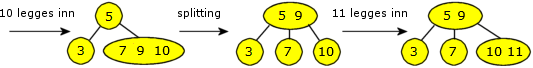 10 legges inn
5
3
7 9 10
splitting
5 9
3
7
10
11 legges inn
5 9
3
7
10 11